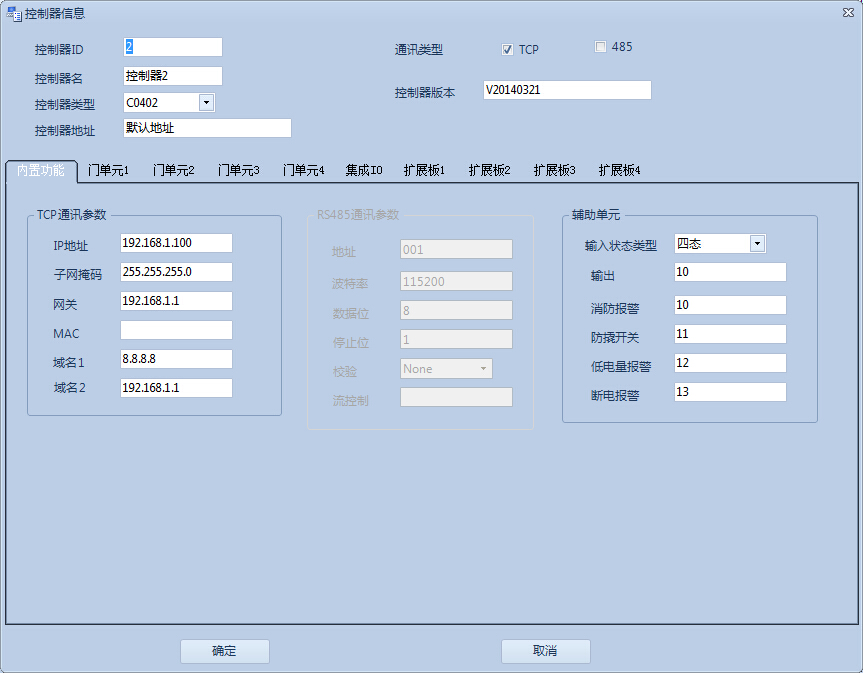 控制器信息
控制器ID 2 通讯类型 TCP 485
控制器名 控制器2
控制器类型 C0402 控制器版本 V20140321
控制器地址 默认地址
内置功能 门单元1 门单元2 门单元3 门单元4 集成IO 扩展板1 扩展板2 扩展板3 扩展板4
TCP通讯参数
IP地址 192.168.1.100
子网掩码 255.255.255.0
网关 192.168.1.1
MAC
域名1 8.8.8.8
域名2 192.168.1.1
RS485通讯参数
地址 001
波特率 115200
数据位 8
停止位 1
校验 None
流控制
辅助单元
输入状态类型 四态
输出 10
消防报警 10
防撬开关 11
低电量报警 12
断电报警 13
确定 取消